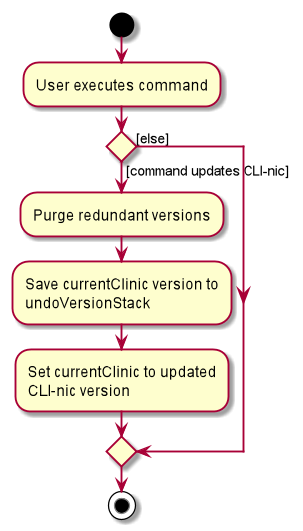 User executes command
[else]
[command updates CLI-nic]
Purge redundant versions
Save currentClinic version to
undoVersionStack
Set currentClinic to updated
CLI-nic version